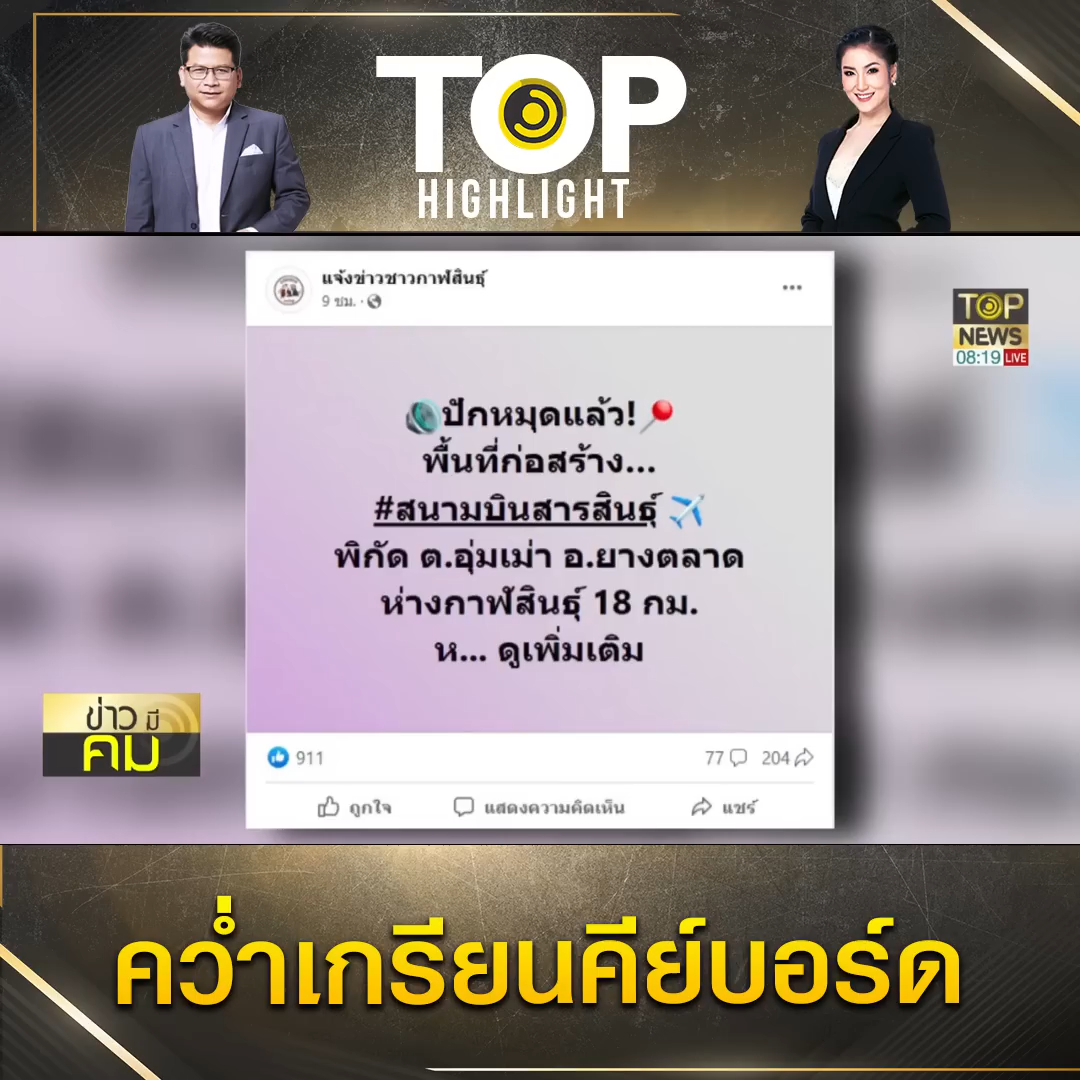 TOP
HIGHLIGHT
แจ้งข่าวชาวกาฬสินธุ์
9 ชม.
TOP
NEWS
08:19 LIVE
ปักหมุดแล้ว!
พื้นที่ก่อสร้าง...
#สนามบินสารสินธุ์
พิกัด ต.อุ่มเม่า อ.ยางตลาด
ห่างกาฬสินธุ์ 18 กม.
ห... ดูเพิ่มเติม
ข่าวมี
คม
911
77 204
ถูกใจ แสดงความคิดเห็น แชร์
คว่ำเกรียนคีย์บอร์ด